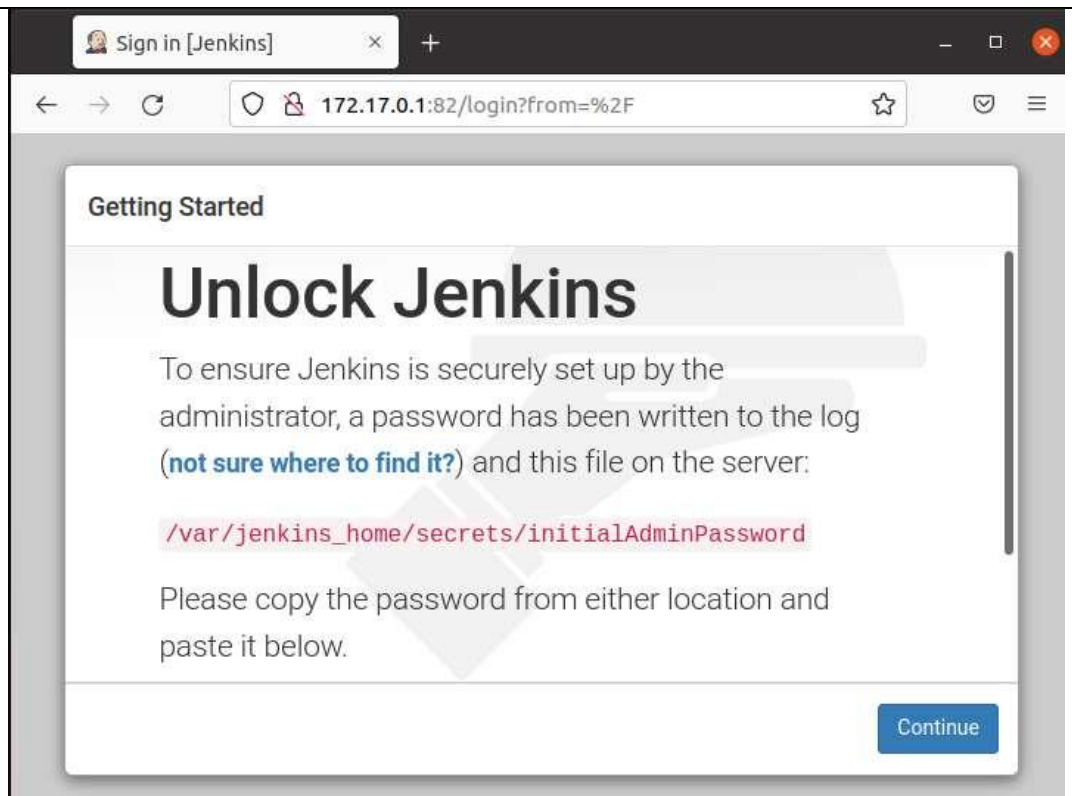 Sign in [Jenkins]
172.17.0.1:82/login?from=%2F
Getting Started
Unlock Jenkins
To ensure Jenkins is securely set up by the
administrator, a password has been written to the log
(not sure where to find it?) and this file on the server:
/var/jenkins_home/secrets/initialAdminPassword
Please copy the password from either location and
paste it below.
Continue